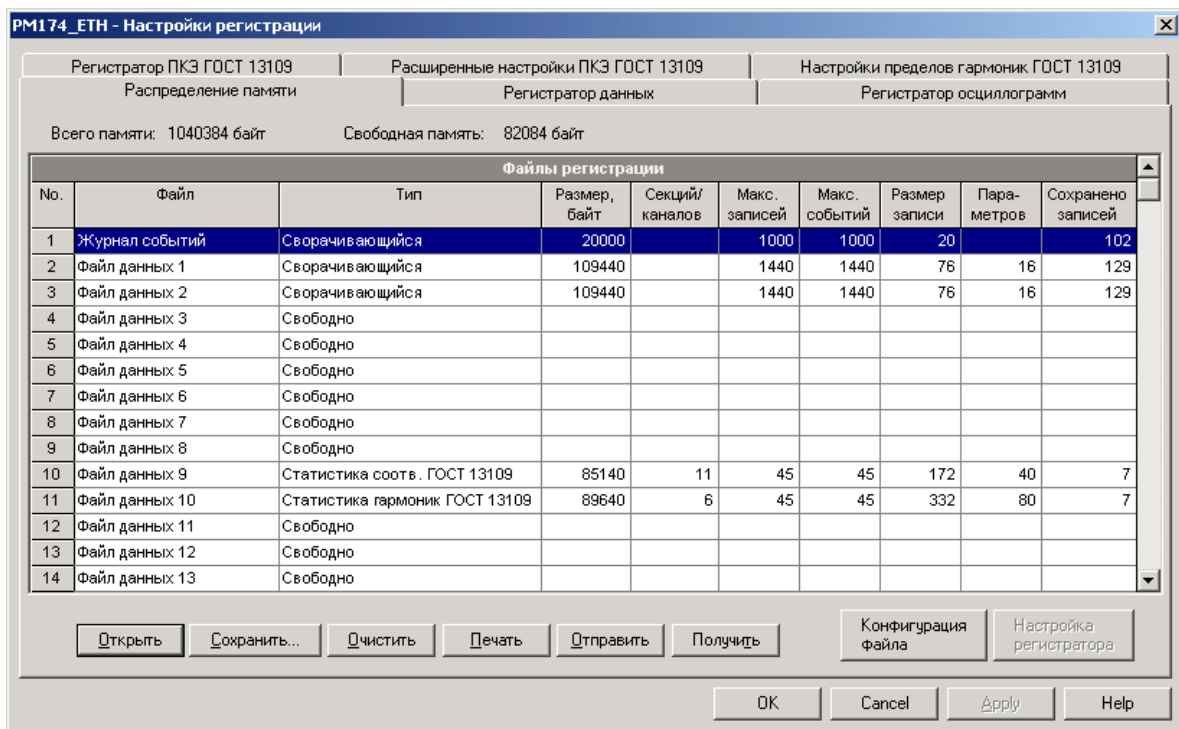 PM174_ETH - Настройки регистрации
Регистратор ПКЭ ГОСТ 13109 Расширенные настройки ПКЭ ГОСТ 13109 Настройки пределов гармоник ГОСТ 13109
Распределение памяти Регистратор данных Регистратор осциллограмм
Всего памяти: 1040384 байт Свободная память: 82084 байт
Файлы регистрации
No. Файл Тип Размер, байт Секций/ каналов Макс. записей Макс. событий Размер записи Пара- метров Сохранено записей
1 Журнал событий Сворачивающийся 20000 1000 1000 20 102
2 Файл данных 1 Сворачивающийся 109440 1440 1440 76 16 129
3 Файл данных 2 Сворачивающийся 109440 1440 1440 76 16 129
4 Файл данных 3 Свободно
5 Файл данных 4 Свободно
6 Файл данных 5 Свободно
7 Файл данных 6 Свободно
8 Файл данных 7 Свободно
9 Файл данных 8 Свободно
10 Файл данных 9 Статистика соотв. ГОСТ 13109 85140 11 45 45 172 40 7
11 Файл данных 10 Статистика гармоник ГОСТ 13109 89640 6 45 45 332 80 7
12 Файл данных 11 Свободно
13 Файл данных 12 Свободно
14 Файл данных 13 Свободно
Открыть Сохранить... Очистить Печать Отправить Получить Конфигурация файла Настройка регистратора
OK Cancel Apply Help